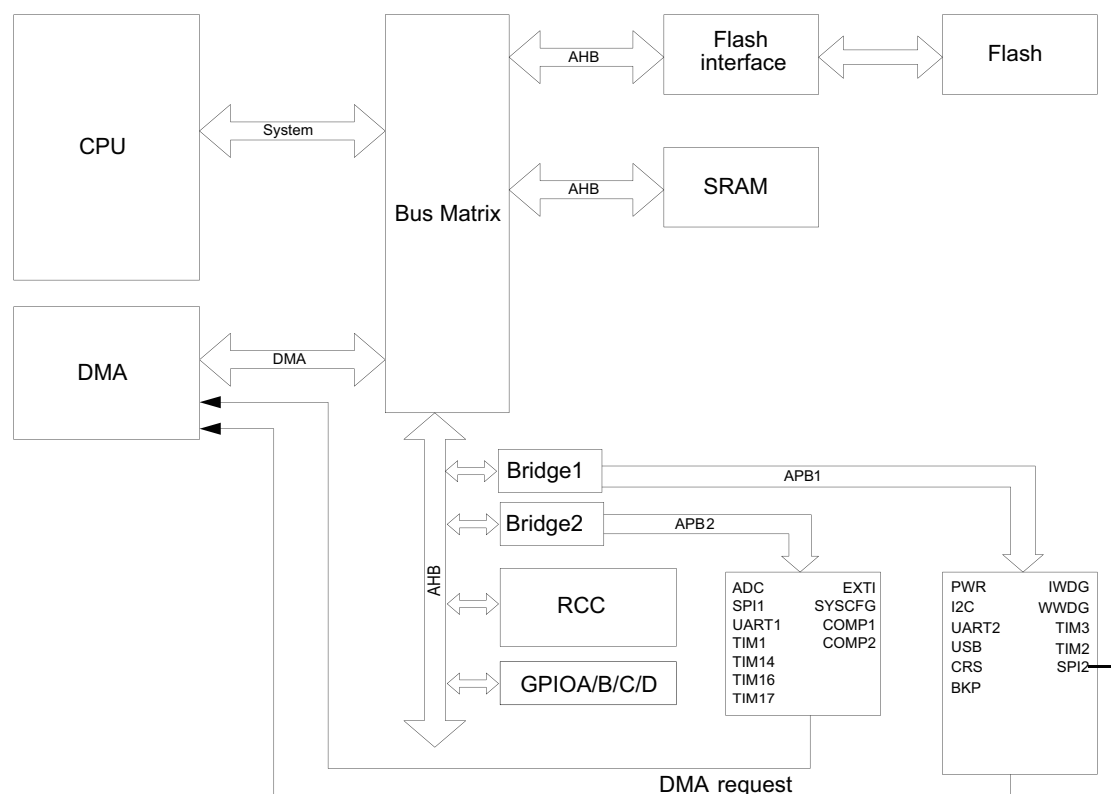 CPU
System
Bus Matrix
AHB
Flash
interface
Flash
AHB
SRAM
DMA
DMA
AHB
Bridge1
APB1
Bridge2
APB2
RCC
GPIOA/B/C/D
ADC EXTI
SPI1 SYSCFG
UART1 COMP1
TIM1 COMP2
TIM14
TIM16
TIM17
PWR IWDG
I2C WWDG
UART2 TIM3
USB TIM2
CRS SPI2
BKP
DMA request